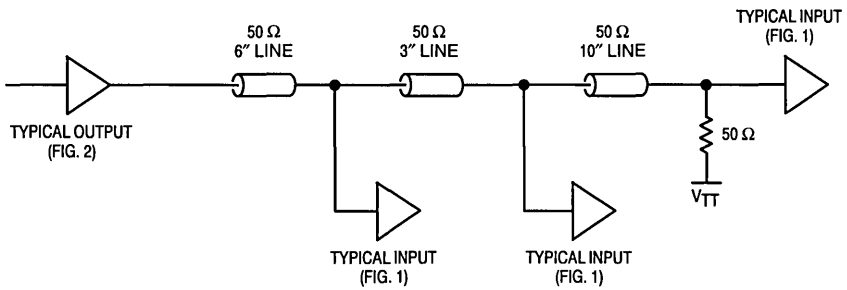 50 Ω
6″ LINE
50 Ω
3″ LINE
50 Ω
10″ LINE
TYPICAL INPUT
(FIG. 1)
TYPICAL OUTPUT
(FIG. 2)
50 Ω
VTT
TYPICAL INPUT
(FIG. 1)
TYPICAL INPUT
(FIG. 1)